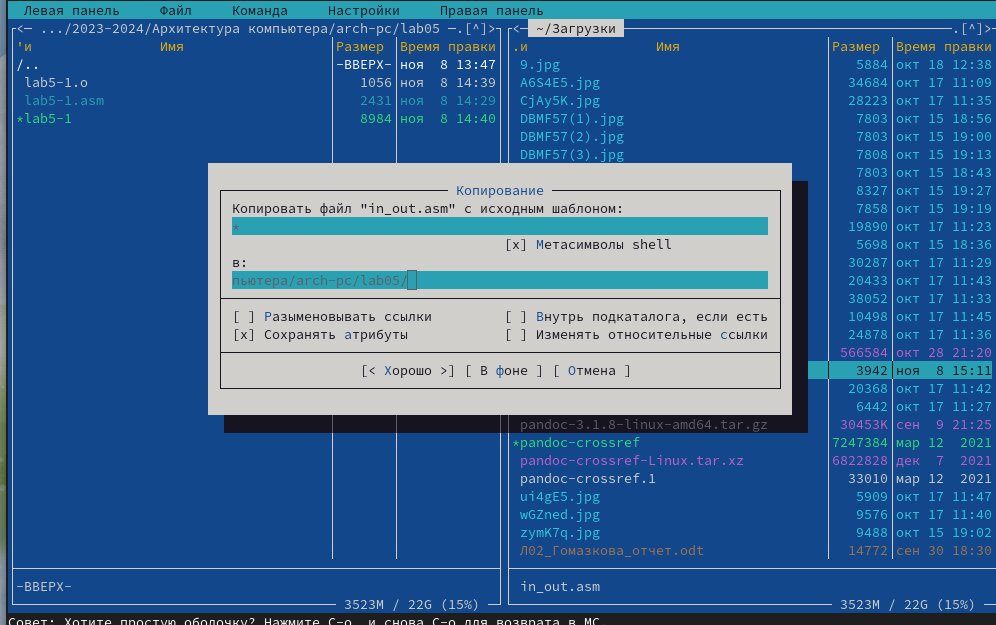 Левая панель Файл Команда Настройки Правая панель
<— .../2023-2024/Архитектура компьютера/arch-pc/lab05 —.[^]> <— ~/Загрузки —.[^]>
'и Имя Размер Время правки .и Имя Размер Время правки
/.. -ВВЕРХ- ноя 8 13:47 9.jpg 5884 окт 18 12:38
lab5-1.o 1056 ноя 8 14:39 A6S4E5.jpg 34684 окт 17 11:09
lab5-1.asm 2431 ноя 8 14:29 CjAy5K.jpg 28223 окт 17 11:35
*lab5-1 8984 ноя 8 14:40 DBMF57(1).jpg 7803 окт 15 18:56
DBMF57(2).jpg 7803 окт 15 19:00
DBMF57(3).jpg 7808 окт 15 19:13
7803 окт 15 18:43
Копирование 8327 окт 15 19:27
Копировать файл "in_out.asm" с исходным шаблоном: 7858 окт 15 19:19
* 19890 окт 17 11:23
[x] Метасимволы shell 5698 окт 15 18:36
в: 30287 окт 17 11:29
пьютера/arch-pc/lab05/ 20433 окт 17 11:43
38052 окт 17 11:33
[ ] Разыменовывать ссылки [ ] Внутрь подкаталога, если есть 10498 окт 17 11:45
[x] Сохранять атрибуты [ ] Изменять относительные ссылки 24878 окт 17 11:36
566584 окт 28 21:20
[< Хорошо >] [ В фоне ] [ Отмена ] 3942 ноя 8 15:11
20368 окт 17 11:42
6442 окт 17 11:27
pandoc-3.1.8-linux-amd64.tar.gz 30453K сен 9 21:25
*pandoc-crossref 7247384 мар 12 2021
pandoc-crossref-Linux.tar.xz 6822828 дек 7 2021
pandoc-crossref.1 33010 мар 12 2021
ui4gE5.jpg 5909 окт 17 11:47
wGZned.jpg 9576 окт 17 11:40
zymK7q.jpg 9488 окт 15 19:02
Л02_Гомазкова_отчет.odt 14772 сен 30 18:30
-ВВЕРХ- in_out.asm
3523M / 22G (15%) 3523M / 22G (15%)
Совет: Хотите простую оболочку? Нажмите C-o, и снова C-o для возврата в MC.